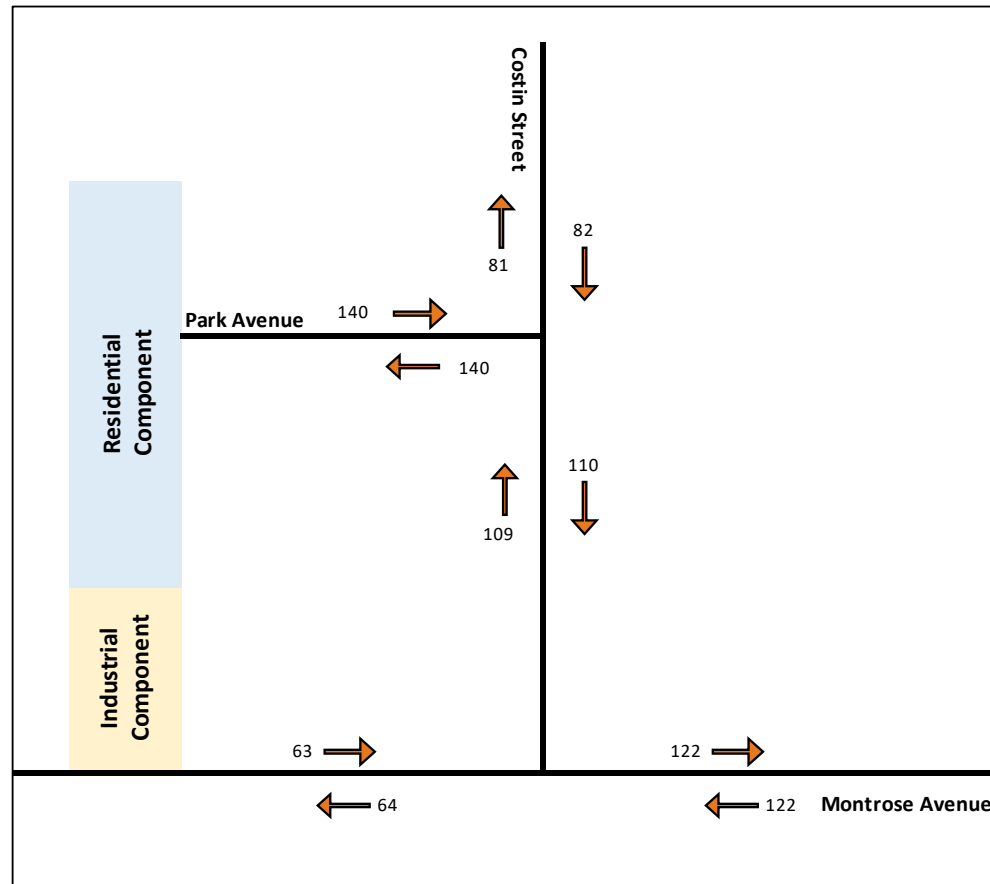 Costin Street
82
81
140
Park Avenue
140
Residential
Component
110
109
Industrial
Component
63
122
64
122
Montrose Avenue